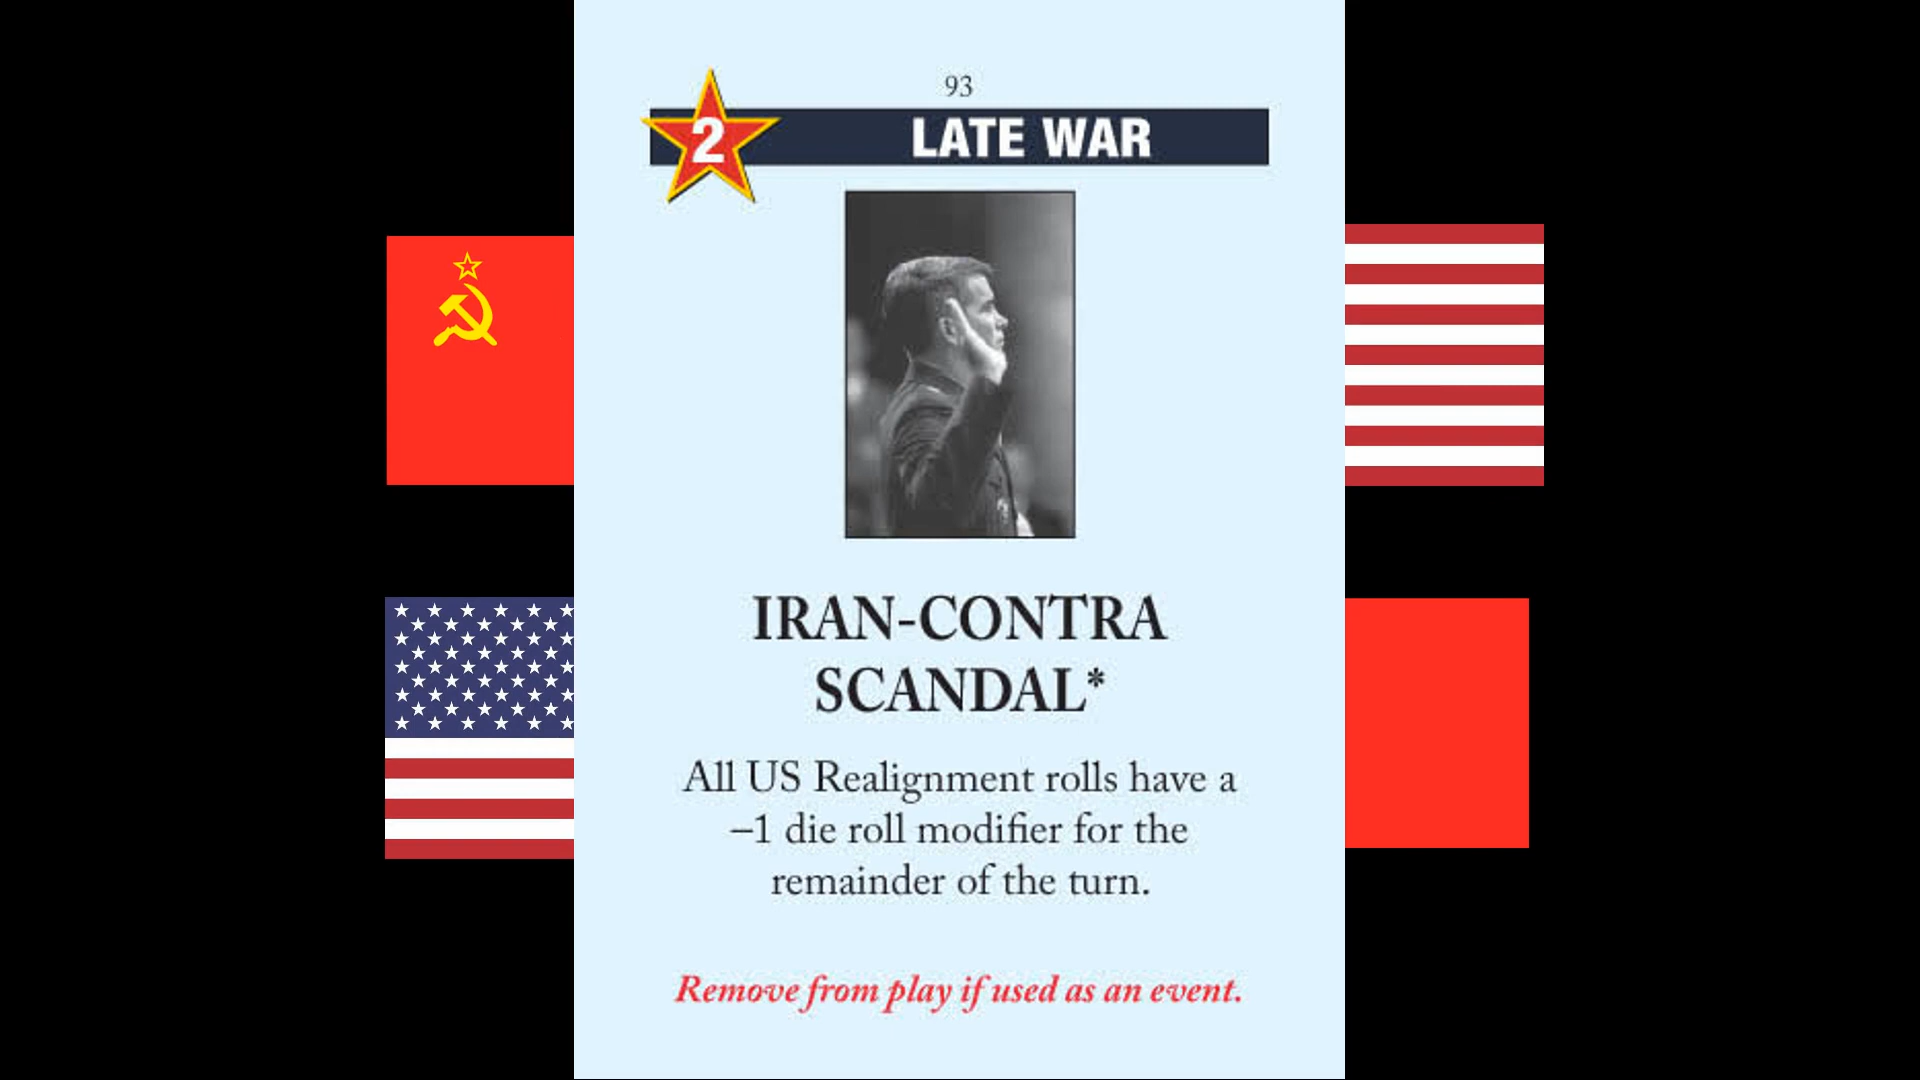 93
2 LATE WAR
IRAN-CONTRA
SCANDAL*
All US Realignment rolls have a
–1 die roll modifier for the
remainder of the turn.
Remove from play if used as an event.